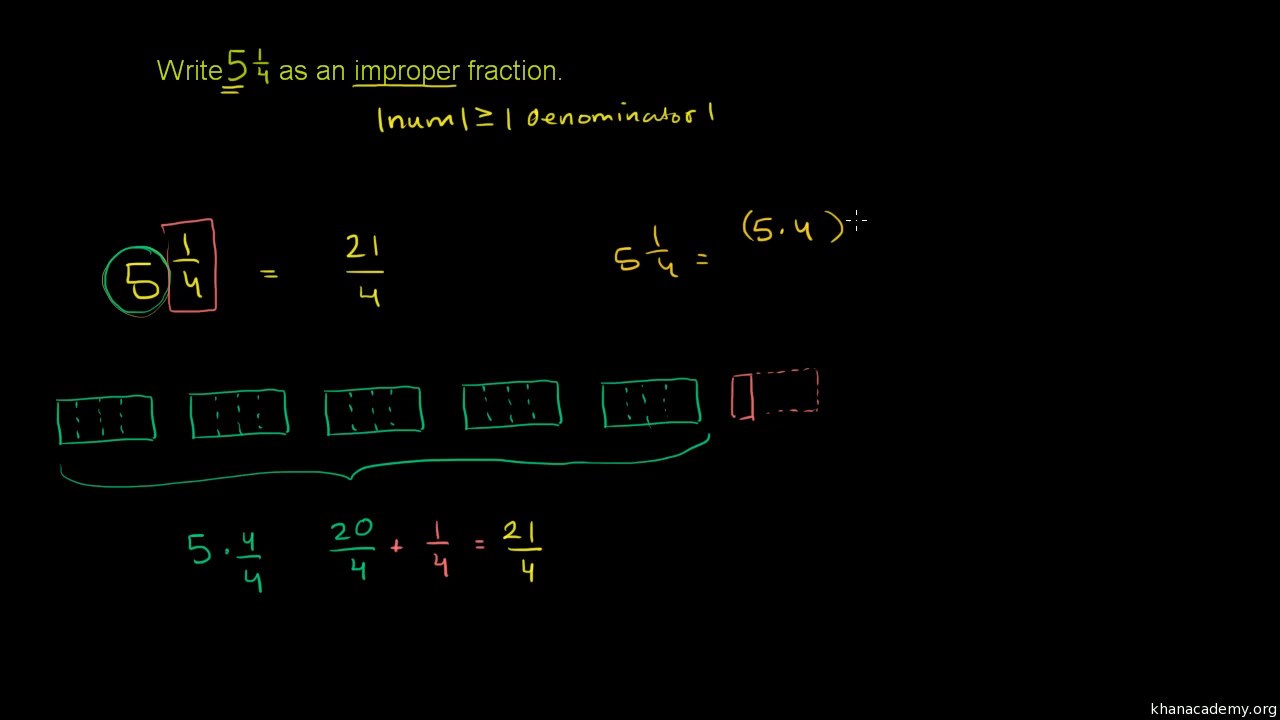 Write 5 1/4 as an improper fraction.
|num| ≥ | denominator |
5 1/4 = 21/4
5 1/4 = (5·4)
5 · 4/4 20/4 + 1/4 = 21/4
khanacademy.org